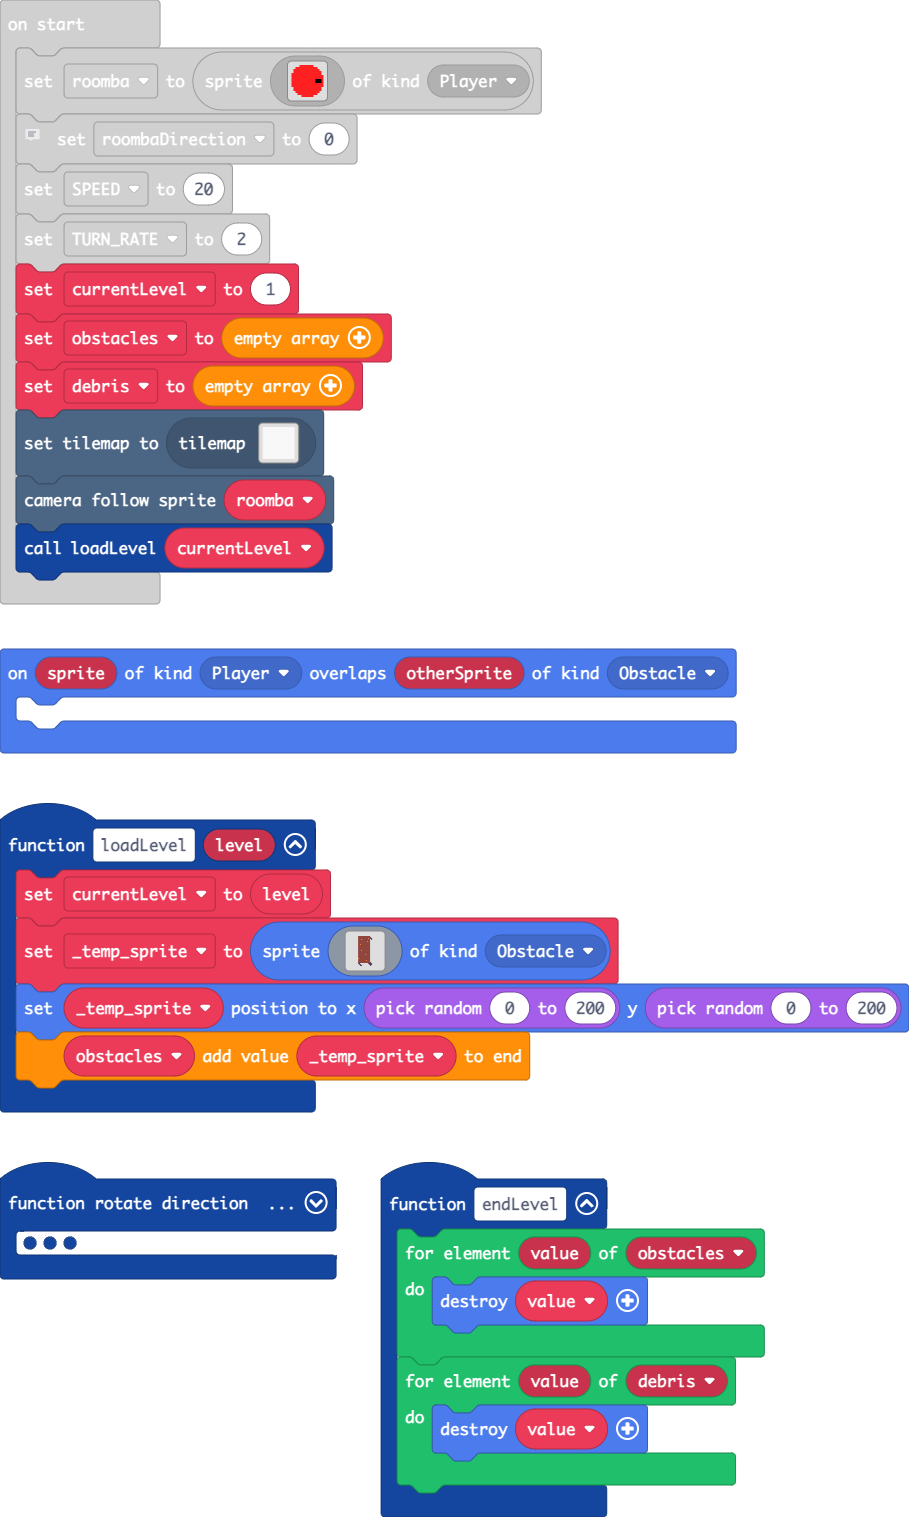 on start
set roomba to sprite of kind Player
set roombaDirection to 0
set SPEED to 20
set TURN_RATE to 2
set currentLevel to 1
set obstacles to empty array
set debris to empty array
set tilemap to tilemap
camera follow sprite roomba
call loadLevel currentLevel
on sprite of kind Player overlaps otherSprite of kind Obstacle
function loadLevel level
set currentLevel to level
set _temp_sprite to sprite of kind Obstacle
set _temp_sprite position to x pick random 0 to 200 y pick random 0 to 200
obstacles add value _temp_sprite to end
function rotate direction ...
function endLevel
for element value of obstacles
do
destroy value
for element value of debris
do
destroy value